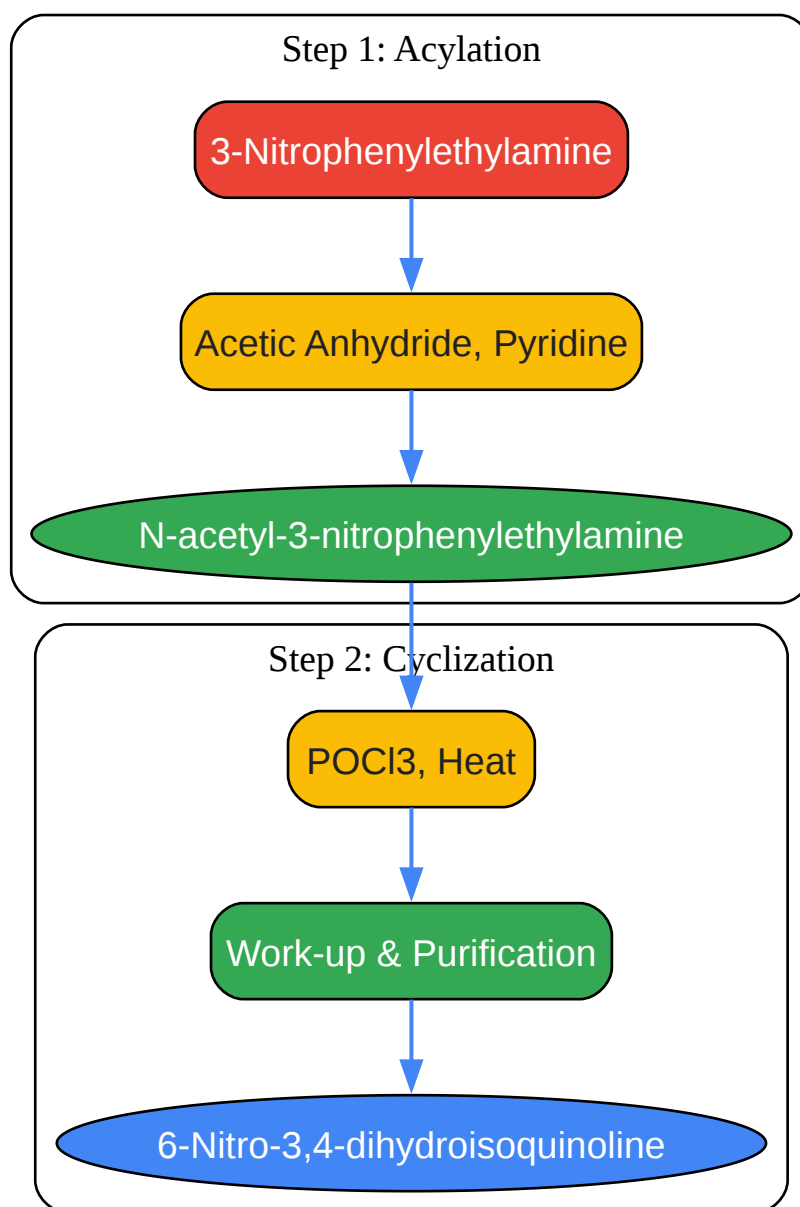 Step 1: Acylation
3-Nitrophenylethylamine
Acetic Anhydride, Pyridine
N-acetyl-3-nitrophenylethylamine
Step 2: Cyclization
POCl3, Heat
Work-up & Purification
6-Nitro-3,4-dihydroisoquinoline